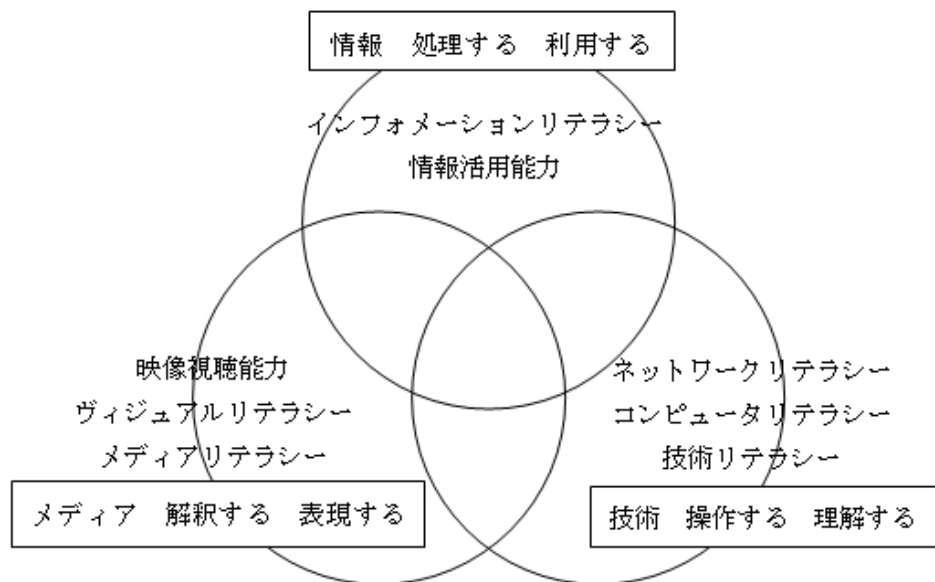 情報　処理する　利用する
インフォメーションリテラシー
情報活用能力
映像視聴能力
ヴィジュアルリテラシー
メディアリテラシー
メディア　解釈する　表現する
ネットワークリテラシー
コンピュータリテラシー
技術リテラシー
技術　操作する　理解する